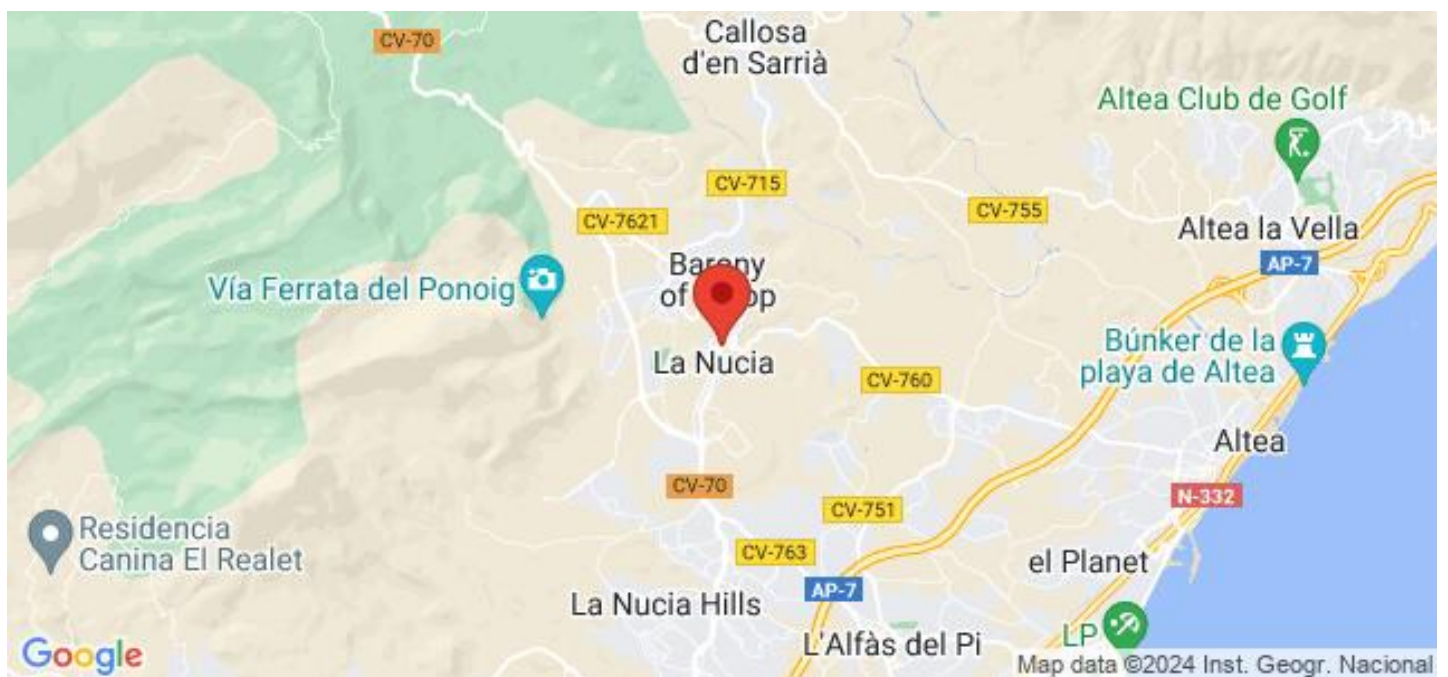 CV-70
Callosa
d'en Sarrià
Altea Club de Golf
CV-715
CV-755
CV-7621
Altea la Vella
AP-7
Vía Ferrata del Ponoig
La Nucia
Búnker de la
playa de Altea
CV-760
Altea
CV-70
N-332
CV-751
Residencia
Canina El Realet
CV-763
el Planet
AP-7
La Nucia Hills
L'Alfàs del Pi
LP
Google
Map data ©2024 Inst. Geogr. Nacional